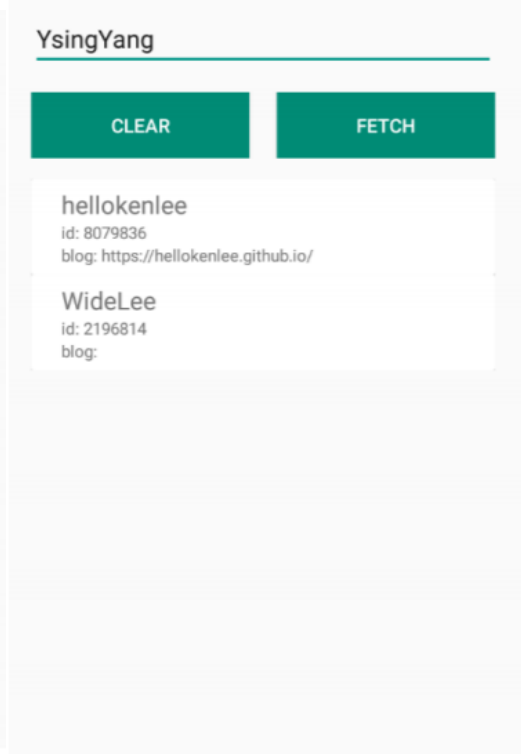 YsingYang
CLEAR
FETCH
hellokenlee
id: 8079836
blog: https://hellokenlee.github.io/
WideLee
id: 2196814
blog: